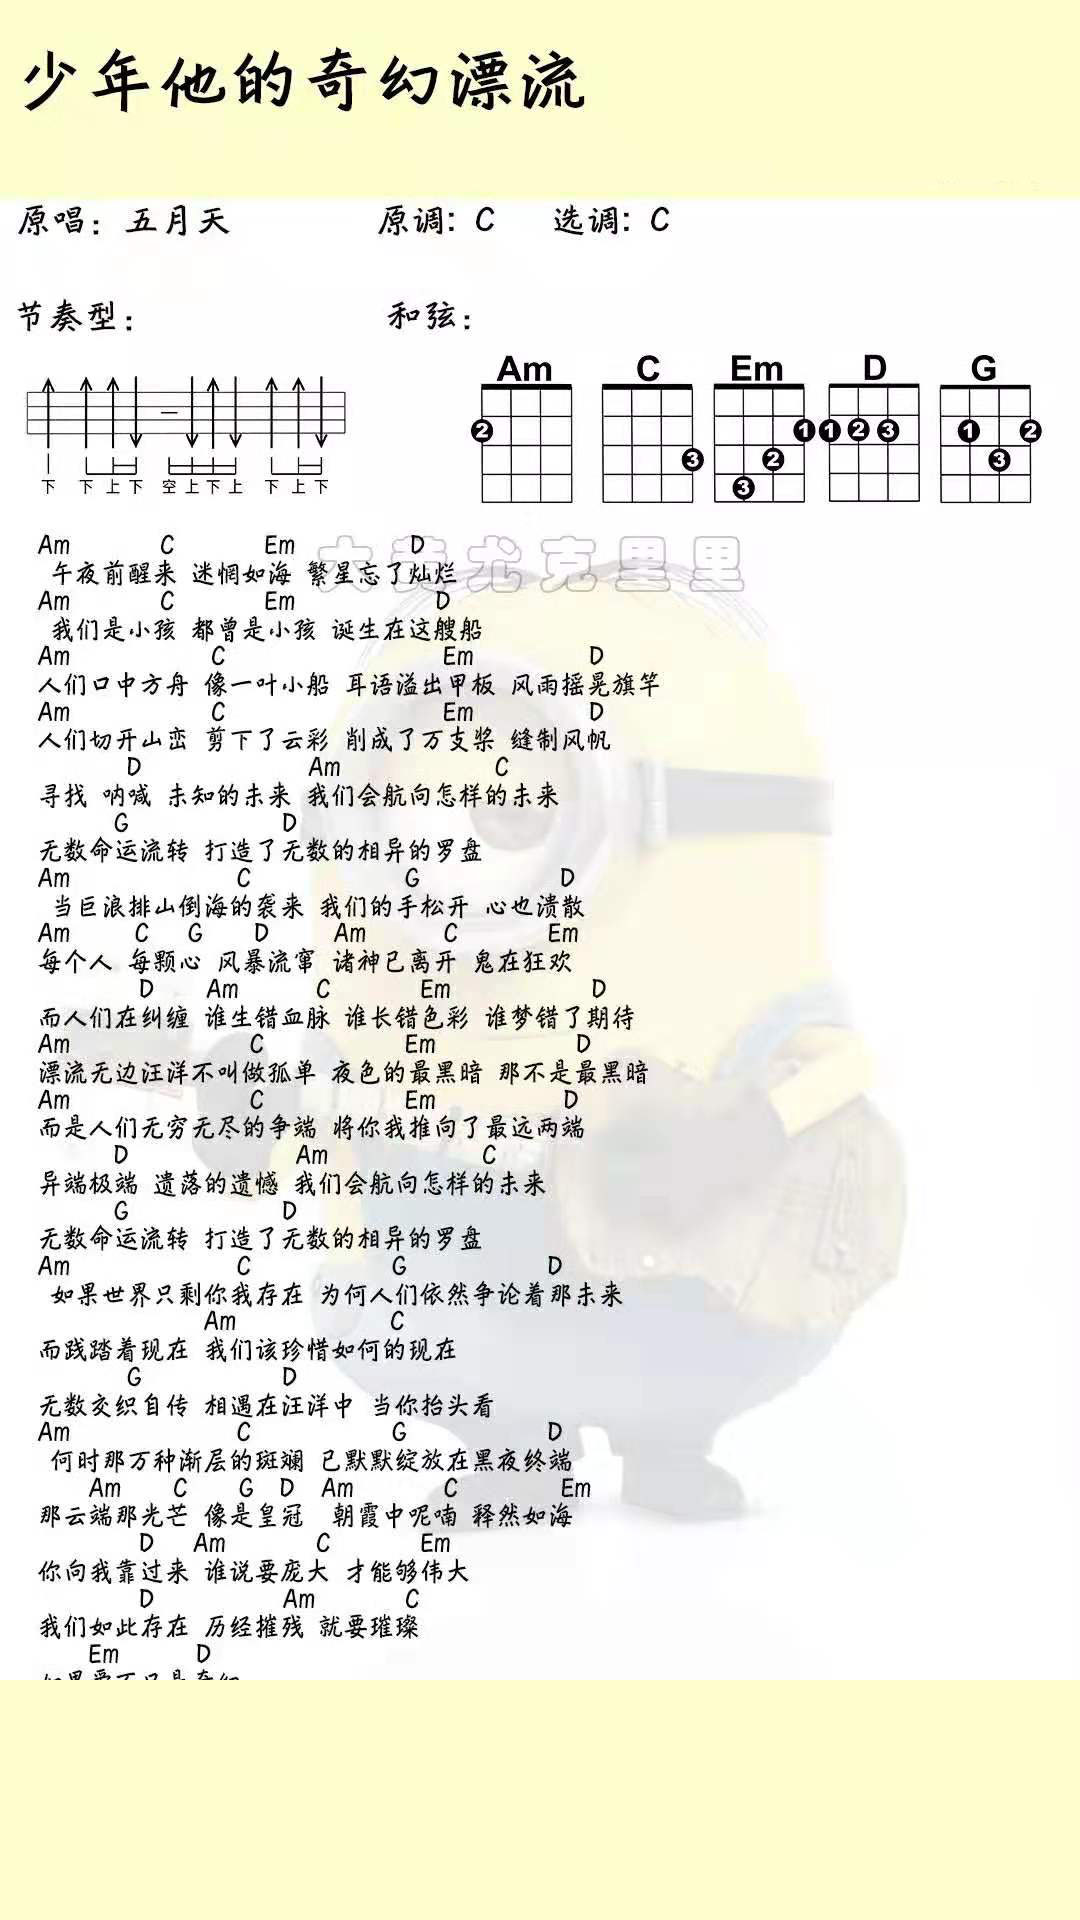 少年他的奇幻漂流
原唱：五月天 原调：C 选调：C
节奏型： 和弦：
Am C Em D G
2 3 1 2 3 1 2 3 1 2 3
下 下 上 下 空 上 下 上 下 上 下
大黄尤克里里
Am C Em D
午夜前醒来 迷惘如海 繁星忘了灿烂
Am C Em D
我们是小孩 都曾是小孩 诞生在这艘船
Am C Em D
人们口中方舟 像一叶小船 耳语溢出甲板 风雨摇晃旗竿
Am C Em D
人们切开山峦 剪下了云彩 削成了万支桨 缝制风帆
D Am C
寻找 呐喊 未知的未来 我们会航向怎样的未来
G D
无数命运流转 打造了无数的相异的罗盘
Am C G D
当巨浪排山倒海的袭来 我们的手松开 心也溃散
Am C G D Am C Em
每个人 每颗心 风暴流窜 诸神已离开 鬼在狂欢
D Am C Em D
而人们在纠缠 谁生错血脉 谁长错色彩 谁梦错了期待
Am C Em D
漂流无边汪洋不叫做孤单 夜色的最黑暗 那不是最黑暗
Am C Em D
而是人们无穷无尽的争端 将你我推向了最远两端
D Am C
异端极端 遗落的遗憾 我们会航向怎样的未来
G D
无数命运流转 打造了无数的相异的罗盘
Am C G D
如果世界只剩你我存在 为何人们依然争论着那未来
Am C
而践踏着现在 我们该珍惜如何的现在
G D
无数交织自传 相遇在汪洋中 当你抬头看
Am C G D
何时那万种渐层的斑斓 已默默绽放在黑夜终端
Am C G D Am C Em
那云端那光芒 像是皇冠 朝霞中呢喃 释然如海
D Am C Em
你向我靠过来 谁说要庞大 才能够伟大
D Am C
我们如此存在 历经摧残 就要璀璨
Em D